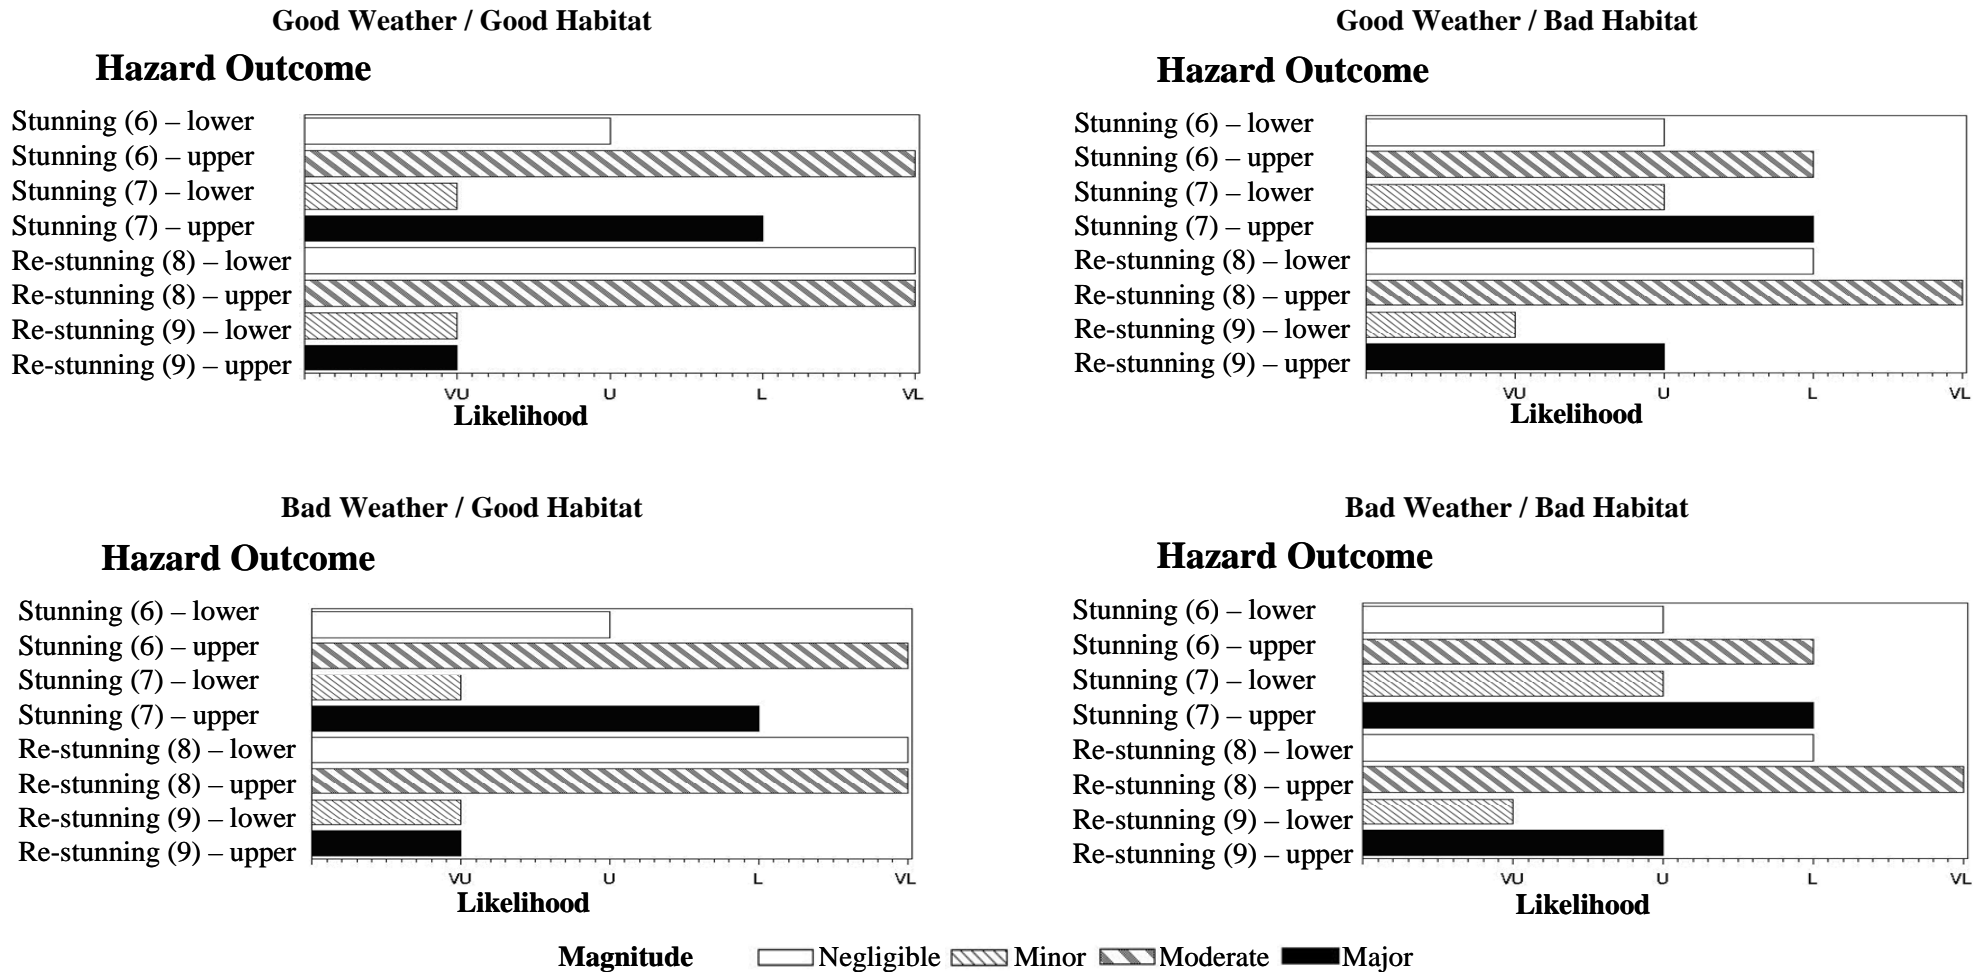 Good Weather / Good Habitat
Hazard Outcome
Stunning (6) – lower
Stunning (6) – upper
Stunning (7) – lower
Stunning (7) – upper
Re-stunning (8) – lower
Re-stunning (8) – upper
Re-stunning (9) – lower
Re-stunning (9) – upper
VU U L VL
Likelihood
Good Weather / Bad Habitat
Hazard Outcome
Stunning (6) – lower
Stunning (6) – upper
Stunning (7) – lower
Stunning (7) – upper
Re-stunning (8) – lower
Re-stunning (8) – upper
Re-stunning (9) – lower
Re-stunning (9) – upper
VU U L VL
Likelihood
Bad Weather / Good Habitat
Hazard Outcome
Stunning (6) – lower
Stunning (6) – upper
Stunning (7) – lower
Stunning (7) – upper
Re-stunning (8) – lower
Re-stunning (8) – upper
Re-stunning (9) – lower
Re-stunning (9) – upper
VU U L VL
Likelihood
Bad Weather / Bad Habitat
Hazard Outcome
Stunning (6) – lower
Stunning (6) – upper
Stunning (7) – lower
Stunning (7) – upper
Re-stunning (8) – lower
Re-stunning (8) – upper
Re-stunning (9) – lower
Re-stunning (9) – upper
VU U L VL
Likelihood
Magnitude Negligible Minor Moderate Major